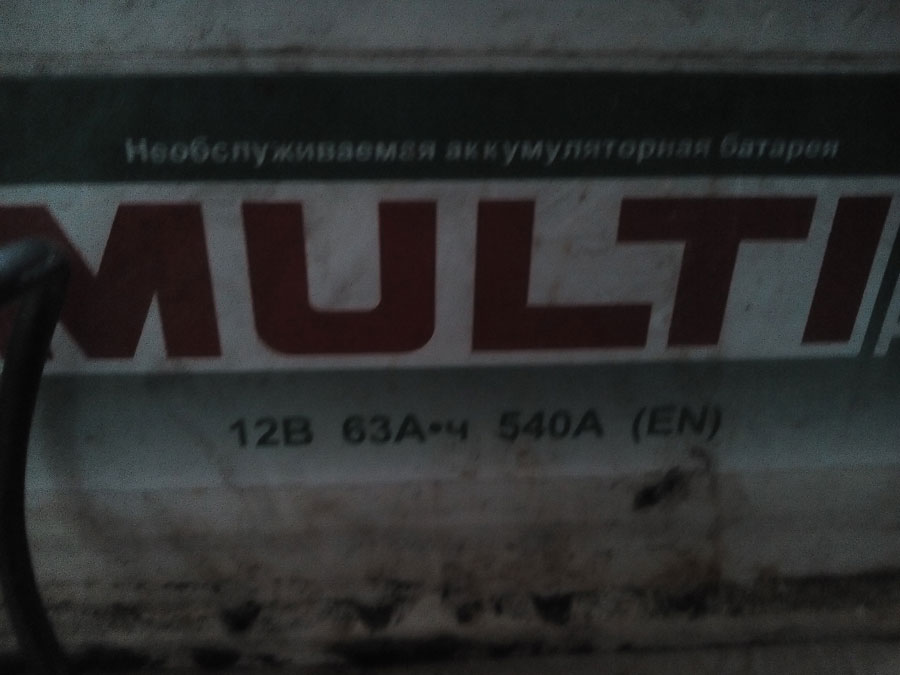 Необслуживаемая аккумуляторная батарея
MULTI
12В 63А•ч 540А (EN)